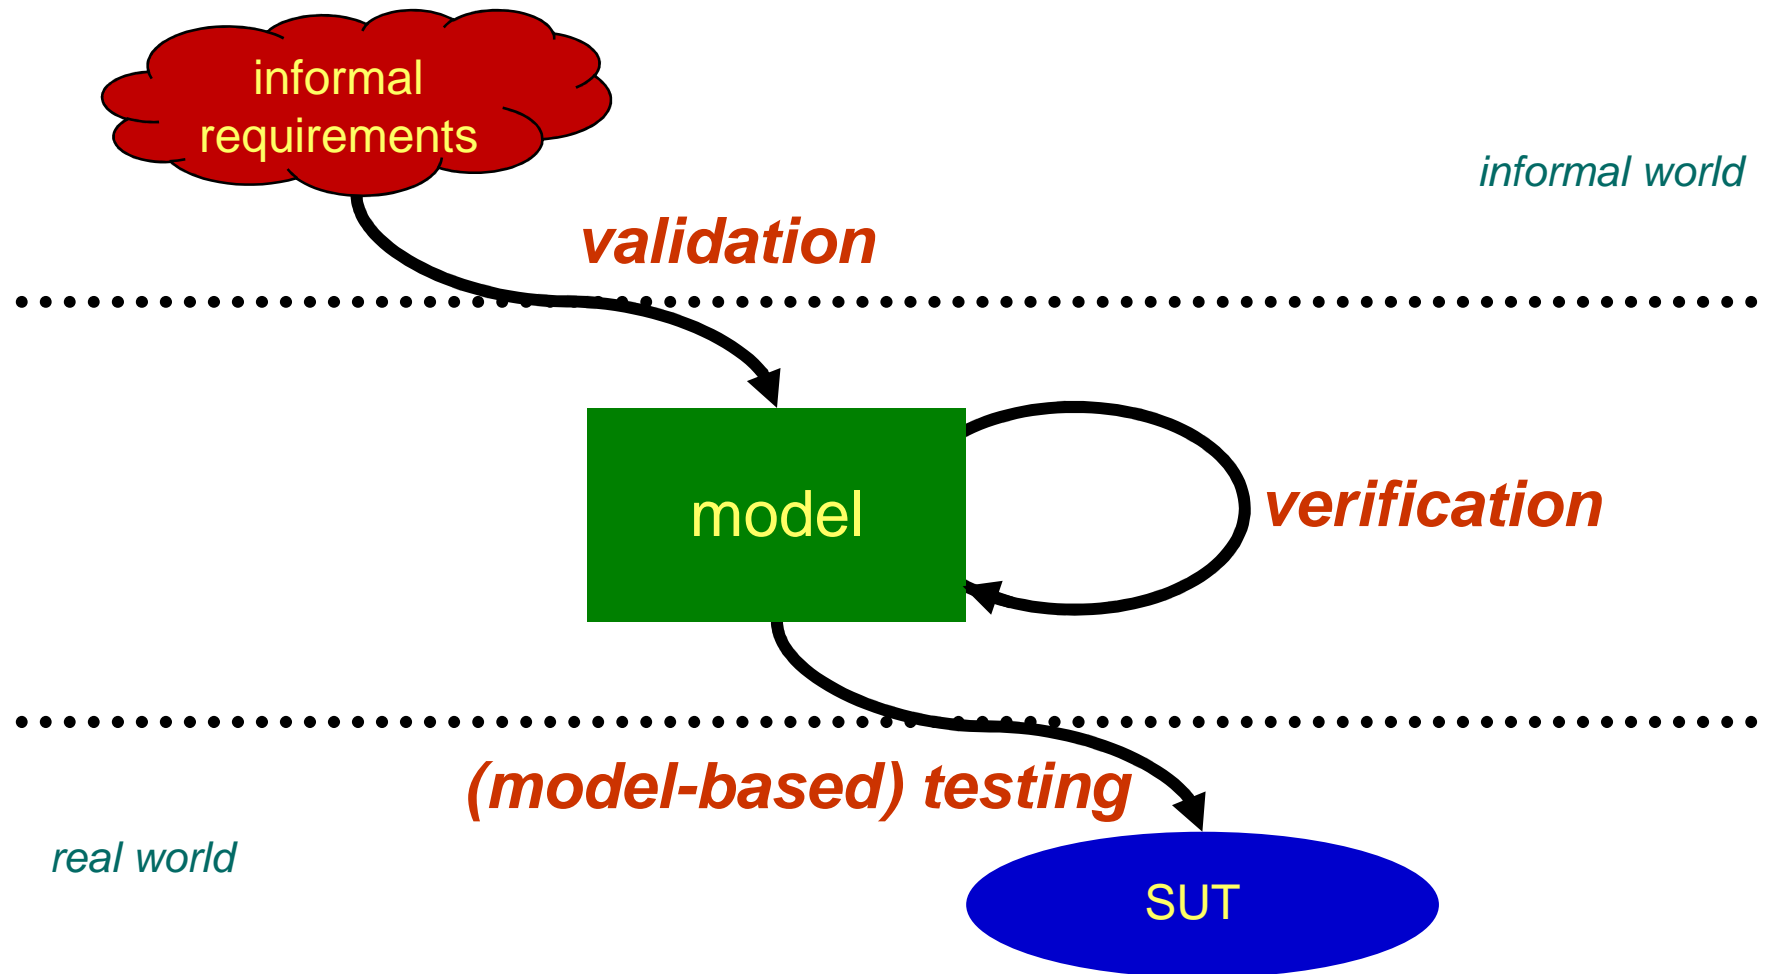 informal
requirements
informal world
validation
model
verification
(model-based) testing
real world
SUT